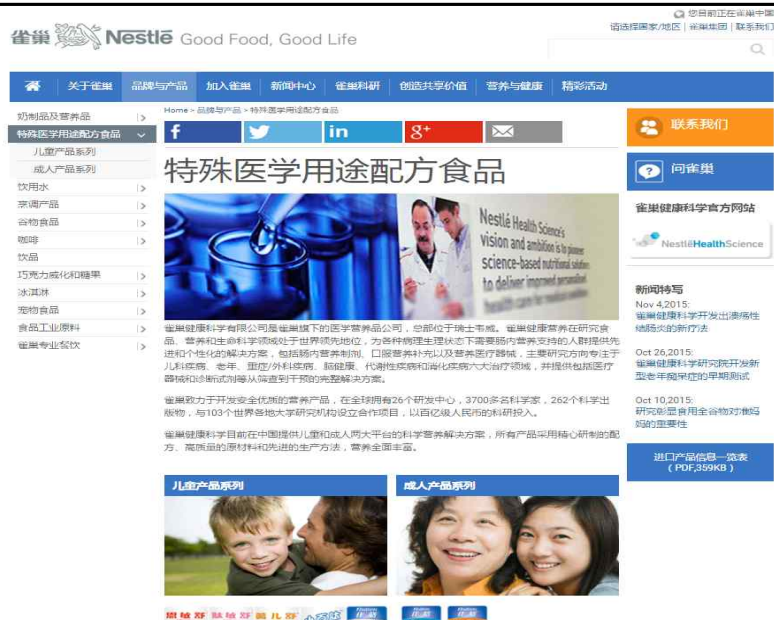 您目前正在雀巢中国
请选择国家/地区 | 雀巢集团 | 联系我们
雀巢 Nestlé Good Food, Good Life
关于雀巢 品牌与产品 加入雀巢 新闻中心 雀巢科研 创造共享价值 营养与健康 精彩活动
Home > 品牌与产品 > 特殊医学用途配方食品
奶制品及营养品
特殊医学用途配方食品
儿童产品系列
成人产品系列
饮用水
烹调产品
谷物食品
咖啡
饮品
巧克力威化和糖果
冰淇淋
宠物食品
食品工业原料
雀巢专业餐饮
f in g+
特殊医学用途配方食品
Nestlé Health Science's
vision and ambition is to pioneer
science-based nutritional solutions
to deliver improved personalised
health care for medical conditions
雀巢健康科学有限公司是雀巢旗下的医学营养品公司，总部位于瑞士韦威。雀巢健康营养在研究食
品、营养和生命科学领域处于世界领先地位，为各种病理生理状态下需要肠内营养支持的人群提供先
进和个性化的解决方案，包括肠内营养制剂、口服营养补充以及营养医疗器械，主要研究方向专注于
儿科疾病、老年、重症/外科疾病、脑健康、代谢性疾病和消化疾病六大治疗领域，并提供包括医疗
器械和诊断试剂等从筛查到干预的完整解决方案。
雀巢致力于开发安全优质的营养产品，在全球拥有26个研发中心，3700多名科学家，262个科学出
版物，与103个世界各地大学研究机构设立合作项目，以百亿级人民币的科研投入。
雀巢健康科学目前在中国提供儿童和成人两大平台的科学营养解决方案，所有产品采用精心研制的配
方、高质量的原材料和先进的生产方法，营养全面丰富。
儿童产品系列
成人产品系列
联系我们
问雀巢
雀巢健康科学官方网站
NestléHealthScience
新闻特写
Nov 4,2015:
雀巢健康科学开发出溃疡性
结肠炎的新疗法
Oct 26,2015:
雀巢健康科学研究院开发新
型老年痴呆症的早期测试
Oct 10,2015:
研究彰显食用全谷物对准妈
妈的重要性
进口产品信息一览表
( PDF,359KB )